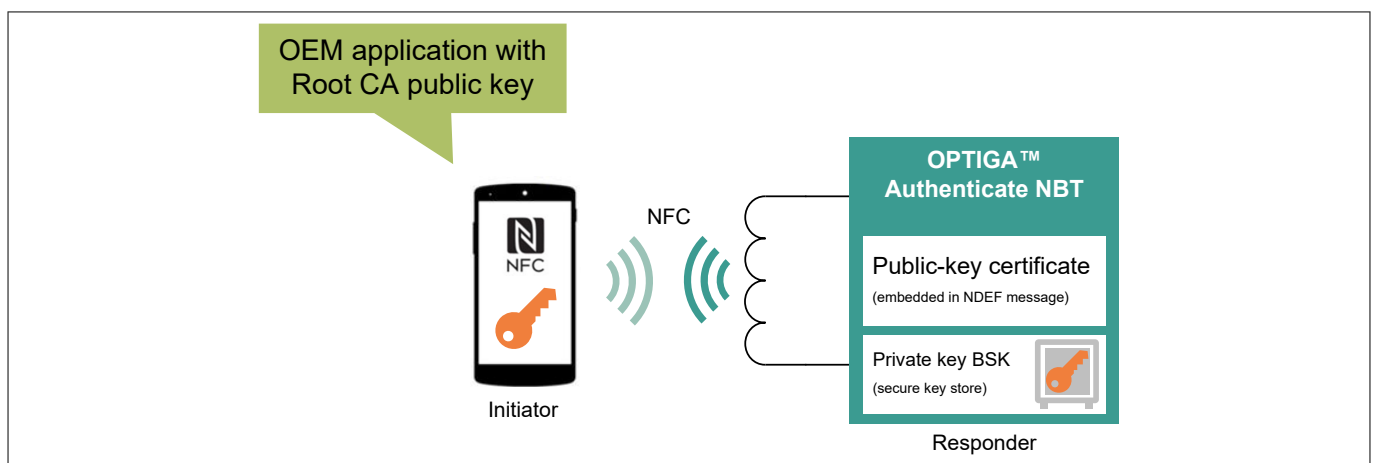 OEM application with
Root CA public key
NFC
NFC
Initiator
OPTIGA™
Authenticate NBT
Public-key certificate
(embedded in NDEF message)
Private key BSK
(secure key store)
Responder